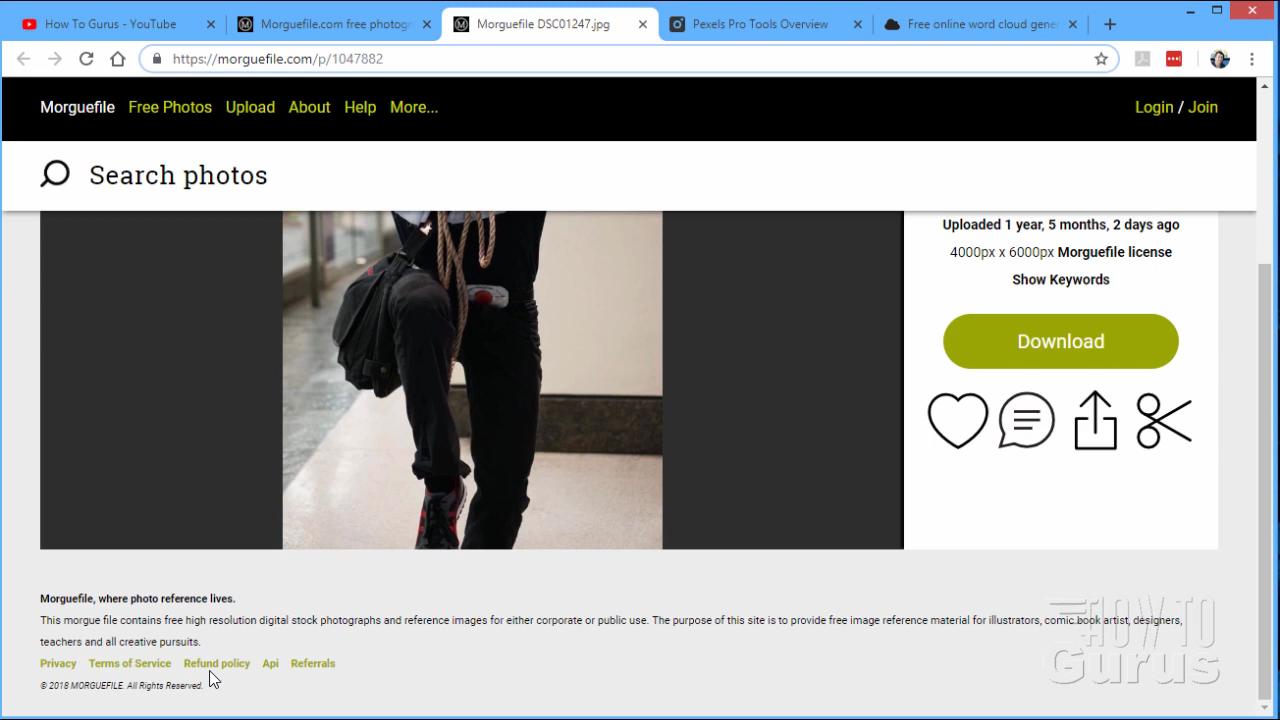 How To Gurus - YouTube
Morguefile.com free photogr
Morguefile DSC01247.jpg
Pexels Pro Tools Overview
Free online word cloud gene
https://morguefile.com/p/1047882
Morguefile Free Photos Upload About Help More...
Login / Join
Search photos
Uploaded 1 year, 5 months, 2 days ago
4000px x 6000px Morguefile license
Show Keywords
Download
Morguefile, where photo reference lives.
This morgue file contains free high resolution digital stock photographs and reference images for either corporate or public use. The purpose of this site is to provide free image reference material for illustrators, comic book artist, designers,
teachers and all creative pursuits.
Privacy Terms of Service Refund policy Api Referrals
© 2018 MORGUEFILE. All Rights Reserved.
HOW TO
Gurus